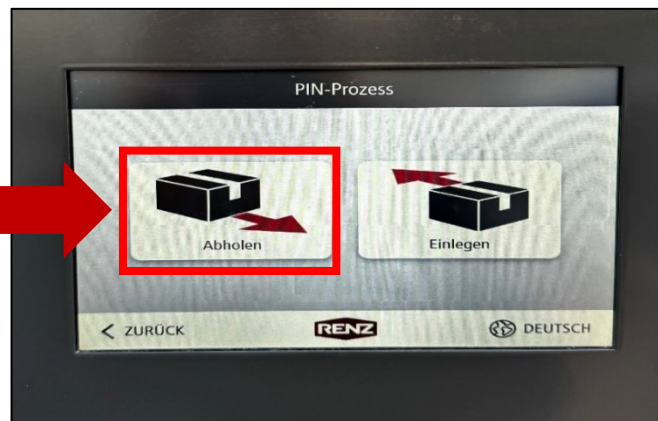 PIN-Prozess
Abholen
Einlegen
< ZURÜCK
RENZ
DEUTSCH